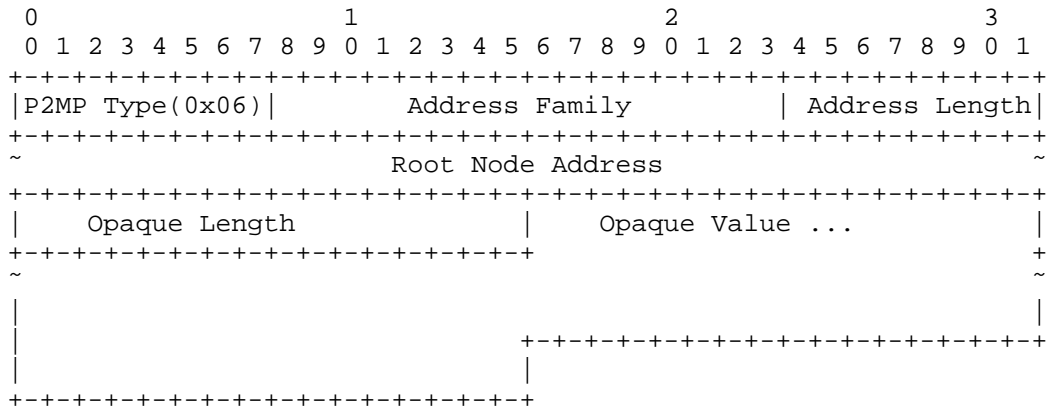 0                   1                   2                   3
0 1 2 3 4 5 6 7 8 9 0 1 2 3 4 5 6 7 8 9 0 1 2 3 4 5 6 7 8 9 0 1
+-+-+-+-+-+-+-+-+-+-+-+-+-+-+-+-+-+-+-+-+-+-+-+-+-+-+-+-+-+-+-+-+
|P2MP Type(0x06)|        Address Family         | Address Length|
+-+-+-+-+-+-+-+-+-+-+-+-+-+-+-+-+-+-+-+-+-+-+-+-+-+-+-+-+-+-+-+-+
~                       Root Node Address                       ~
+-+-+-+-+-+-+-+-+-+-+-+-+-+-+-+-+-+-+-+-+-+-+-+-+-+-+-+-+-+-+-+-+
|    Opaque Length              |    Opaque Value ...           |
+-+-+-+-+-+-+-+-+-+-+-+-+-+-+-+-+                               +
~                                                               ~
|                                                               |
|                               +-+-+-+-+-+-+-+-+-+-+-+-+-+-+-+-+
|                               |
+-+-+-+-+-+-+-+-+-+-+-+-+-+-+-+-+